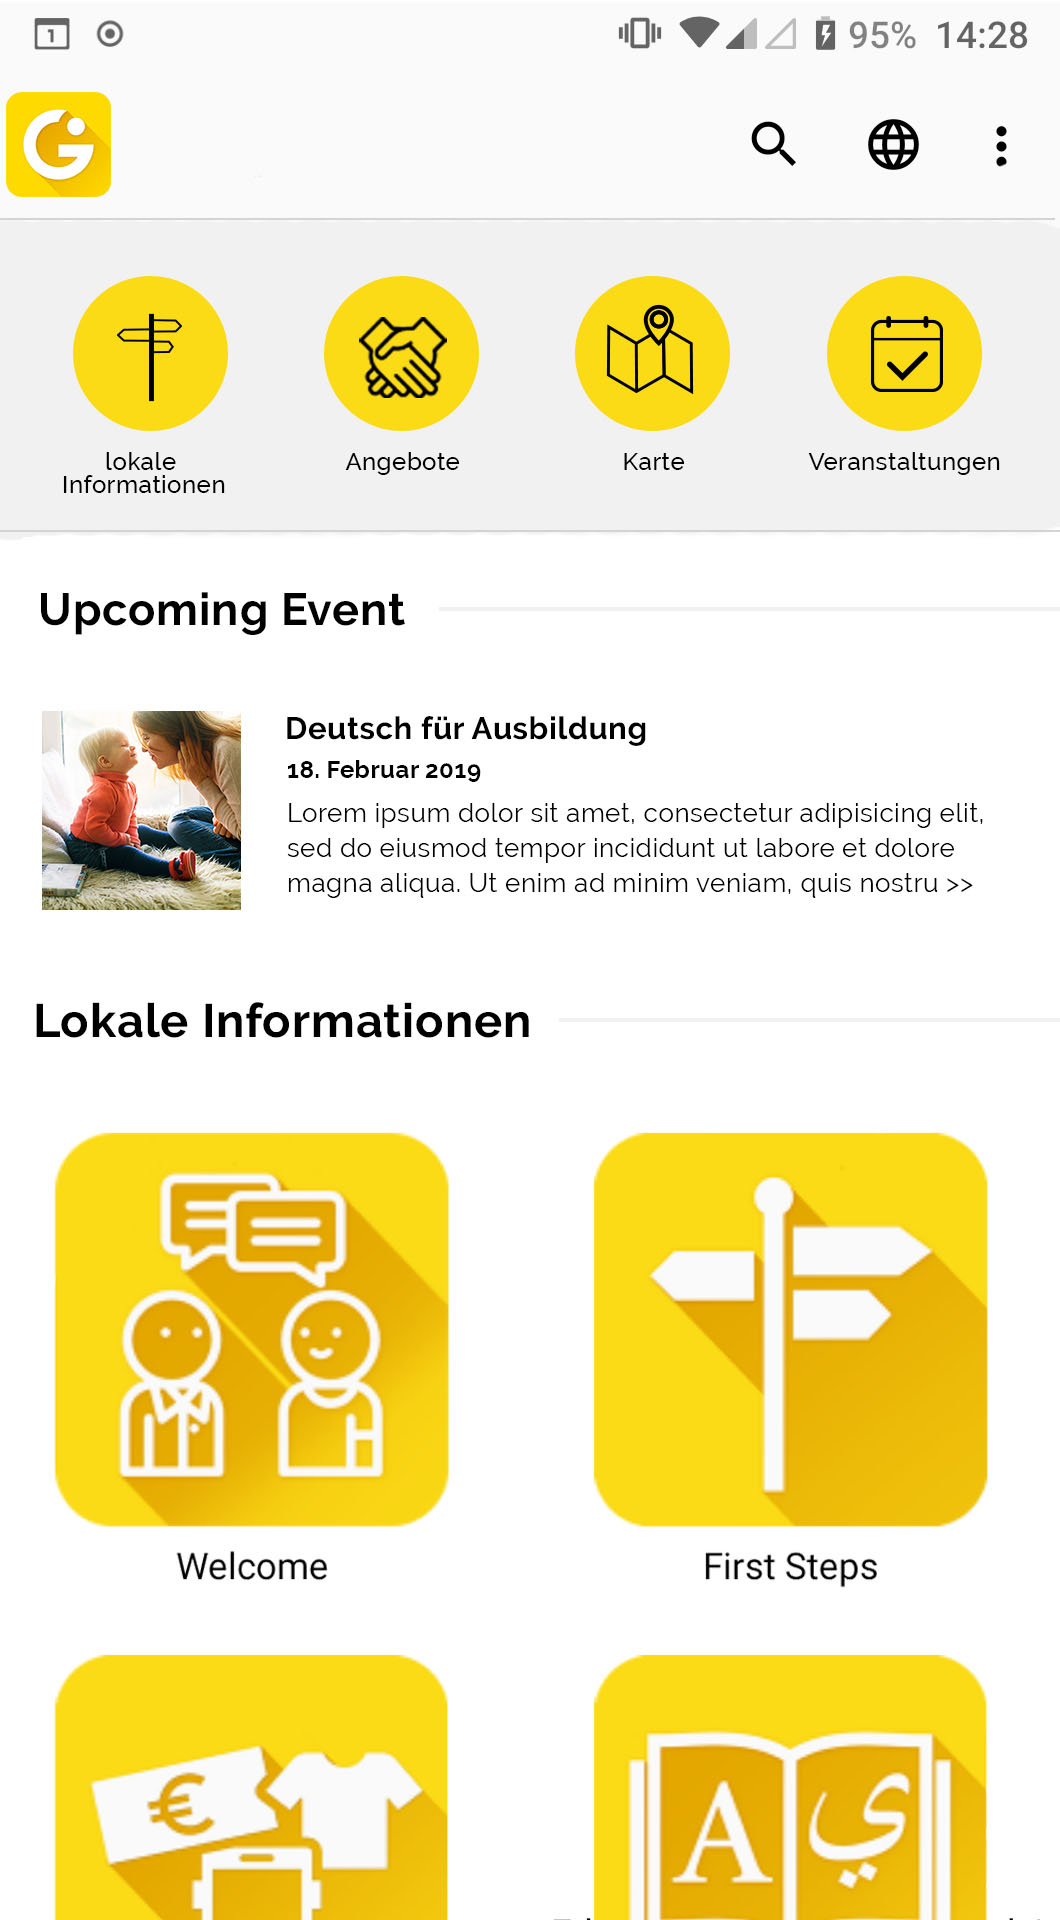 1
95% 14:28
G
lokale
Informationen
Angebote
Karte
Veranstaltungen
Upcoming Event
Deutsch für Ausbildung
18. Februar 2019
Lorem ipsum dolor sit amet, consectetur adipisicing elit,
sed do eiusmod tempor incididunt ut labore et dolore
magna aliqua. Ut enim ad minim veniam, quis nostru >>
Lokale Informationen
Welcome
First Steps
€
A ي